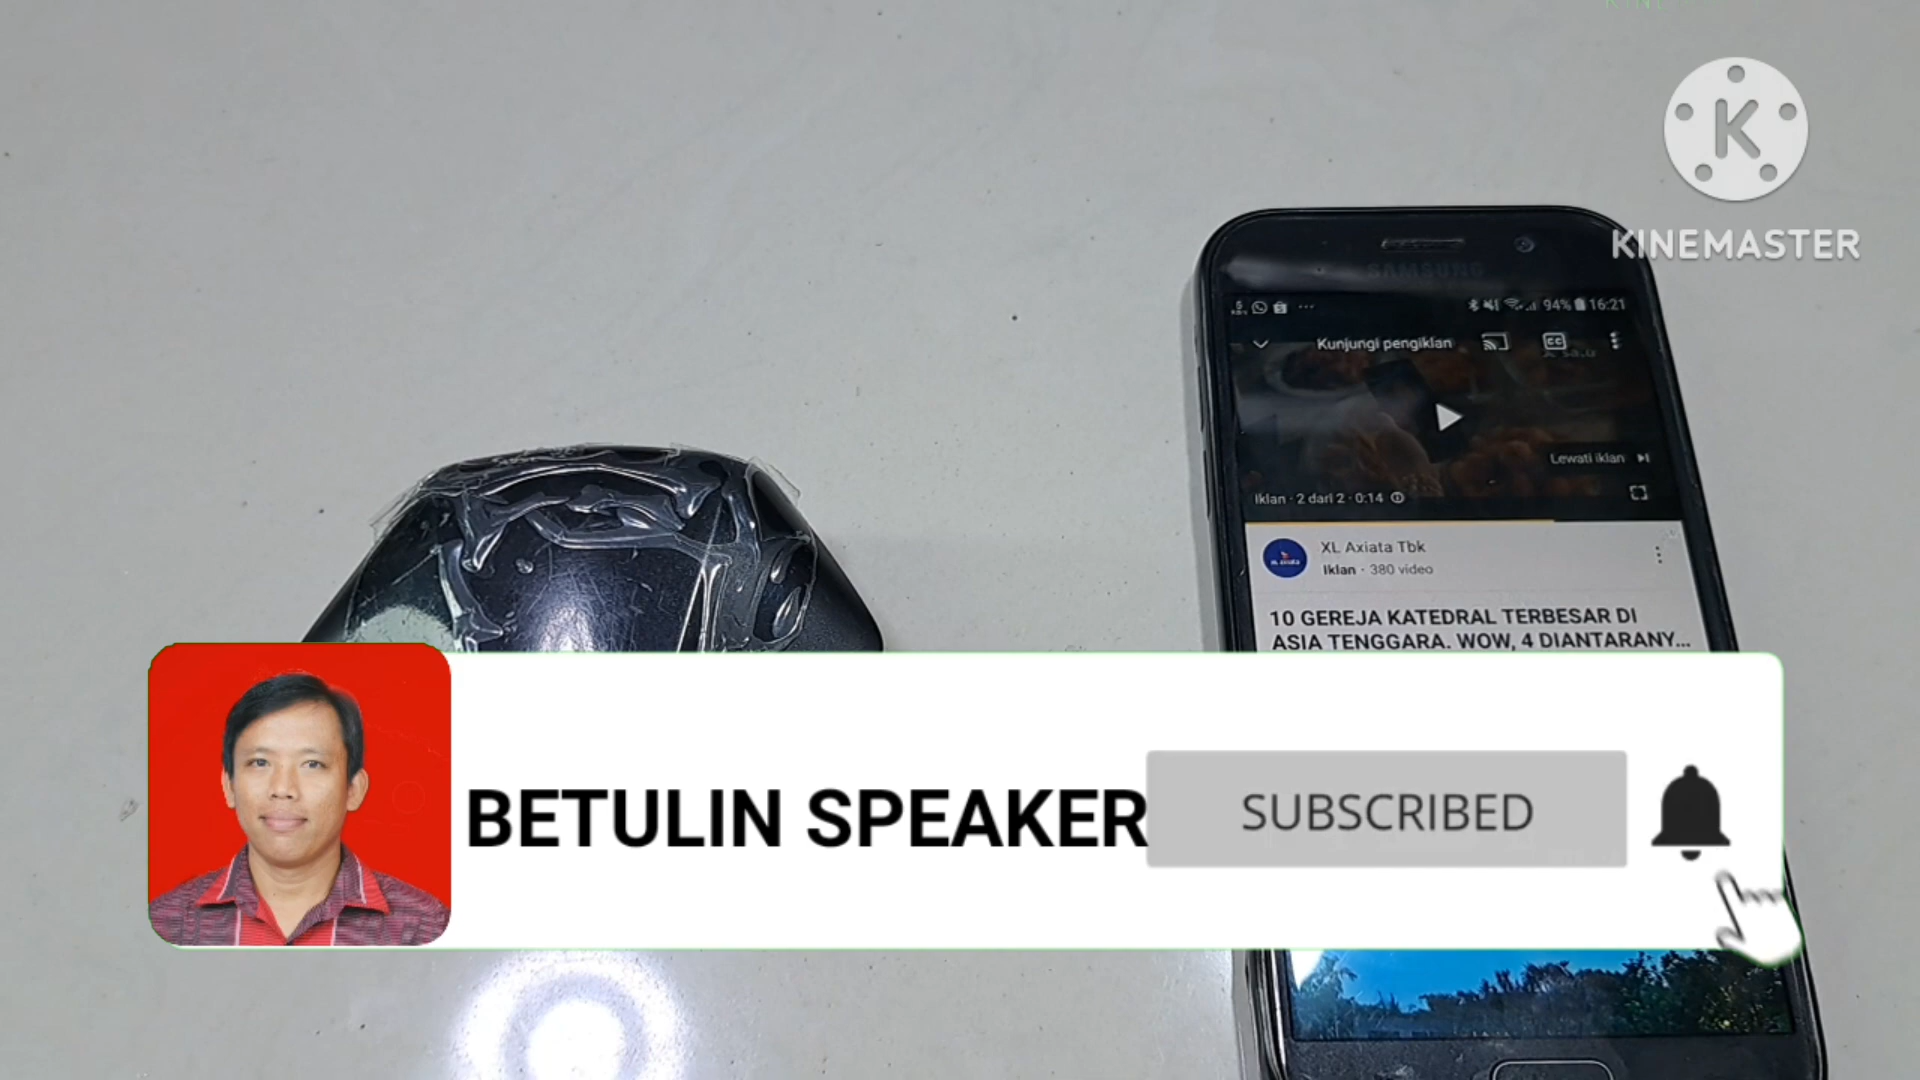 K
KINEMASTER
SAMSUNG
94% 16:21
Kunjungi pengiklan
CC
Lewati iklan
Iklan · 2 dari 2 · 0:14
XL Axiata Tbk
Iklan · 380 video
10 GEREJA KATEDRAL TERBESAR DI
ASIA TENGGARA. WOW, 4 DIANTARANY...
BETULIN SPEAKER
SUBSCRIBED